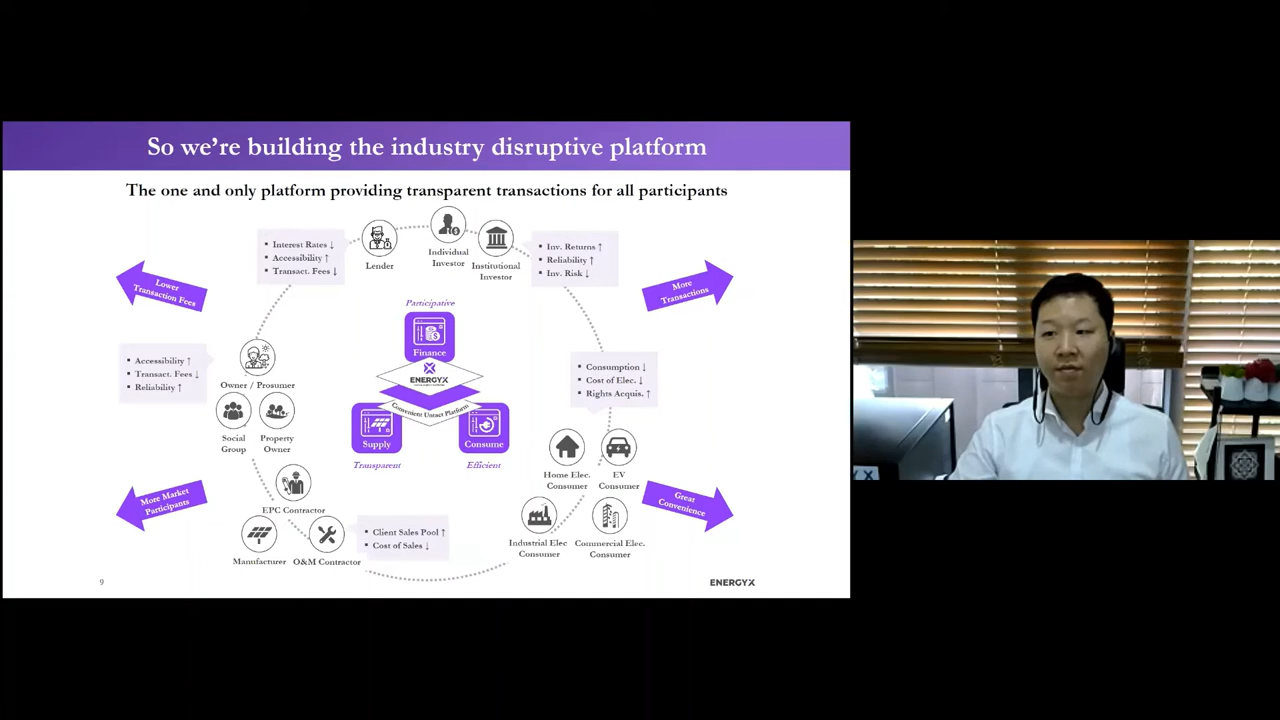 So we're building the industry disruptive platform
The one and only platform providing transparent transactions for all participants
▪ Interest Rates ↓
▪ Accessibility ↑
▪ Transact. Fees ↓
Lender
Individual
Investor
Institutional
Investor
▪ Inv. Returns ↑
▪ Reliability ↑
▪ Inv. Risk ↓
Lower
Transaction Fees
More
Transactions
Participative
Finance
ENERGYX
Convenient Untact Platform
Supply
Transparent
Consume
Efficient
▪ Accessibility ↑
▪ Transact. Fees ↓
▪ Reliability ↑
Owner / Prosumer
Social
Group
Property
Owner
▪ Consumption ↓
▪ Cost of Elec. ↓
▪ Rights Acquis. ↑
Home Elec.
Consumer
EV
Consumer
More Market
Participants
Great
Convenience
EPC Contractor
Manufacturer
O&M Contractor
▪ Client Sales Pool ↑
▪ Cost of Sales ↓
Industrial Elec
Consumer
Commercial Elec.
Consumer
9
ENERGYX